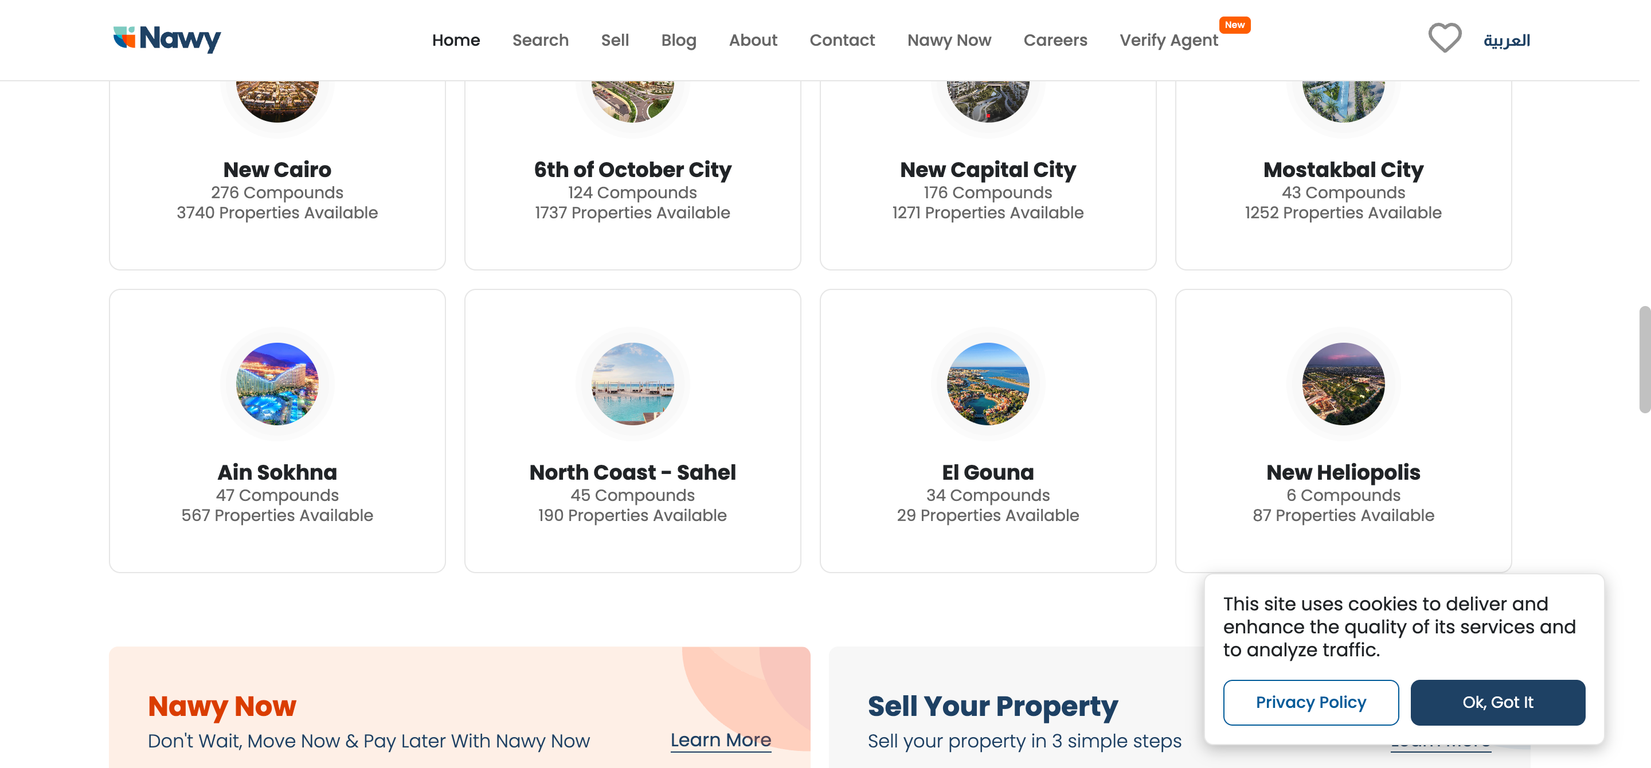 Nawy
Home Search Sell Blog About Contact Nawy Now Careers Verify Agent New العربية
New Cairo
276 Compounds
3740 Properties Available
6th of October City
124 Compounds
1737 Properties Available
New Capital City
176 Compounds
1271 Properties Available
Mostakbal City
43 Compounds
1252 Properties Available
Ain Sokhna
47 Compounds
567 Properties Available
North Coast - Sahel
45 Compounds
190 Properties Available
El Gouna
34 Compounds
29 Properties Available
New Heliopolis
6 Compounds
87 Properties Available
Nawy Now
Don't Wait, Move Now & Pay Later With Nawy Now
Learn More
Sell Your Property
Sell your property in 3 simple steps
This site uses cookies to deliver and
enhance the quality of its services and
to analyze traffic.
Privacy Policy
Ok, Got It